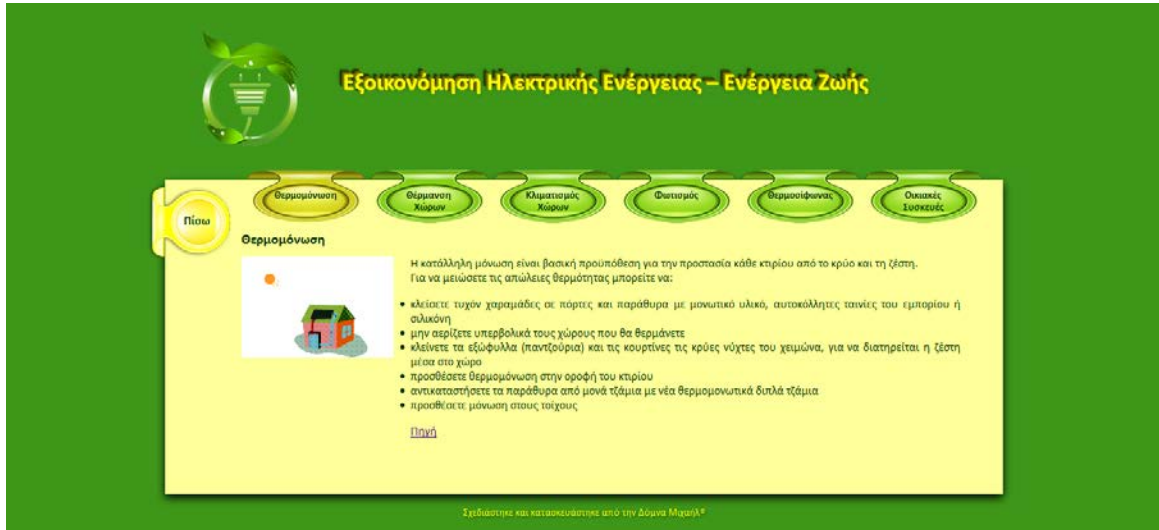 Εξοικονόμηση Ηλεκτρικής Ενέργειας – Ενέργεια Ζωής
Πίσω
Θερμομόνωση
Θέρμανση
Χώρων
Κλιματισμός
Χώρων
Φωτισμός
Θερμοσίφωνας
Οικιακές
Συσκευές
Θερμομόνωση
Η κατάλληλη μόνωση είναι βασική προϋπόθεση για την προστασία κάθε κτιρίου από το κρύο και τη ζέστη.
Για να μειώσετε τις απώλειες θερμότητας μπορείτε να:
• κλείσετε τυχόν χαραμάδες σε πόρτες και παράθυρα με μονωτικό υλικό, αυτοκόλλητες ταινίες του εμπορίου ή
σιλικόνη
• μην αερίζετε υπερβολικά τους χώρους που θα θερμάνετε
• κλείνετε τα εξώφυλλα (παντζούρια) και τις κουρτίνες τις κρύες νύχτες του χειμώνα, για να διατηρείται η ζέστη
μέσα στο χώρο
• προσθέσετε θερμομόνωση στην οροφή του κτιρίου
• αντικαταστήσετε τα παράθυρα από μονά τζάμια με νέα θερμομονωτικά διπλά τζάμια
• προσθέσετε μόνωση στους τοίχους
Πηγή
Σχεδιάστηκε και κατασκευάστηκε από την Δόμνα Μιχαήλ®